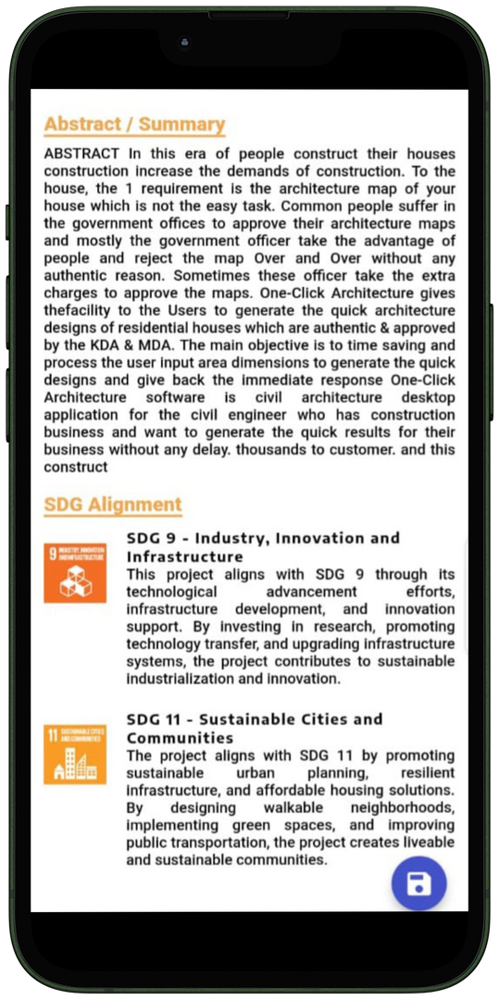 Abstract / Summary
ABSTRACT In this era of people construct their houses
construction increase the demands of construction. To the
house, the 1 requirement is the architecture map of your
house which is not the easy task. Common people suffer in
the government offices to approve their architecture maps
and mostly the government officer take the advantage of
people and reject the map Over and Over without any
authentic reason. Sometimes these officer take the extra
charges to approve the maps. One-Click Architecture gives
thefacility to the Users to generate the quick architecture
designs of residential houses which are authentic & approved
by the KDA & MDA. The main objective is to time saving and
process the user input area dimensions to generate the quick
designs and give back the immediate response One-Click
Architecture software is civil architecture desktop
application for the civil engineer who has construction
business and want to generate the quick results for their
business without any delay. thousands to customer. and this
construct
SDG Alignment
9 INDUSTRY, INNOVATION
AND INFRASTRUCTURE
SDG 9 - Industry, Innovation and
Infrastructure
This project aligns with SDG 9 through its
technological advancement efforts,
infrastructure development, and innovation
support. By investing in research, promoting
technology transfer, and upgrading infrastructure
systems, the project contributes to sustainable
industrialization and innovation.
11 SUSTAINABLE CITIES
AND COMMUNITIES
SDG 11 - Sustainable Cities and
Communities
The project aligns with SDG 11 by promoting
sustainable urban planning, resilient
infrastructure, and affordable housing solutions.
By designing walkable neighborhoods,
implementing green spaces, and improving
public transportation, the project creates liveable
and sustainable communities.